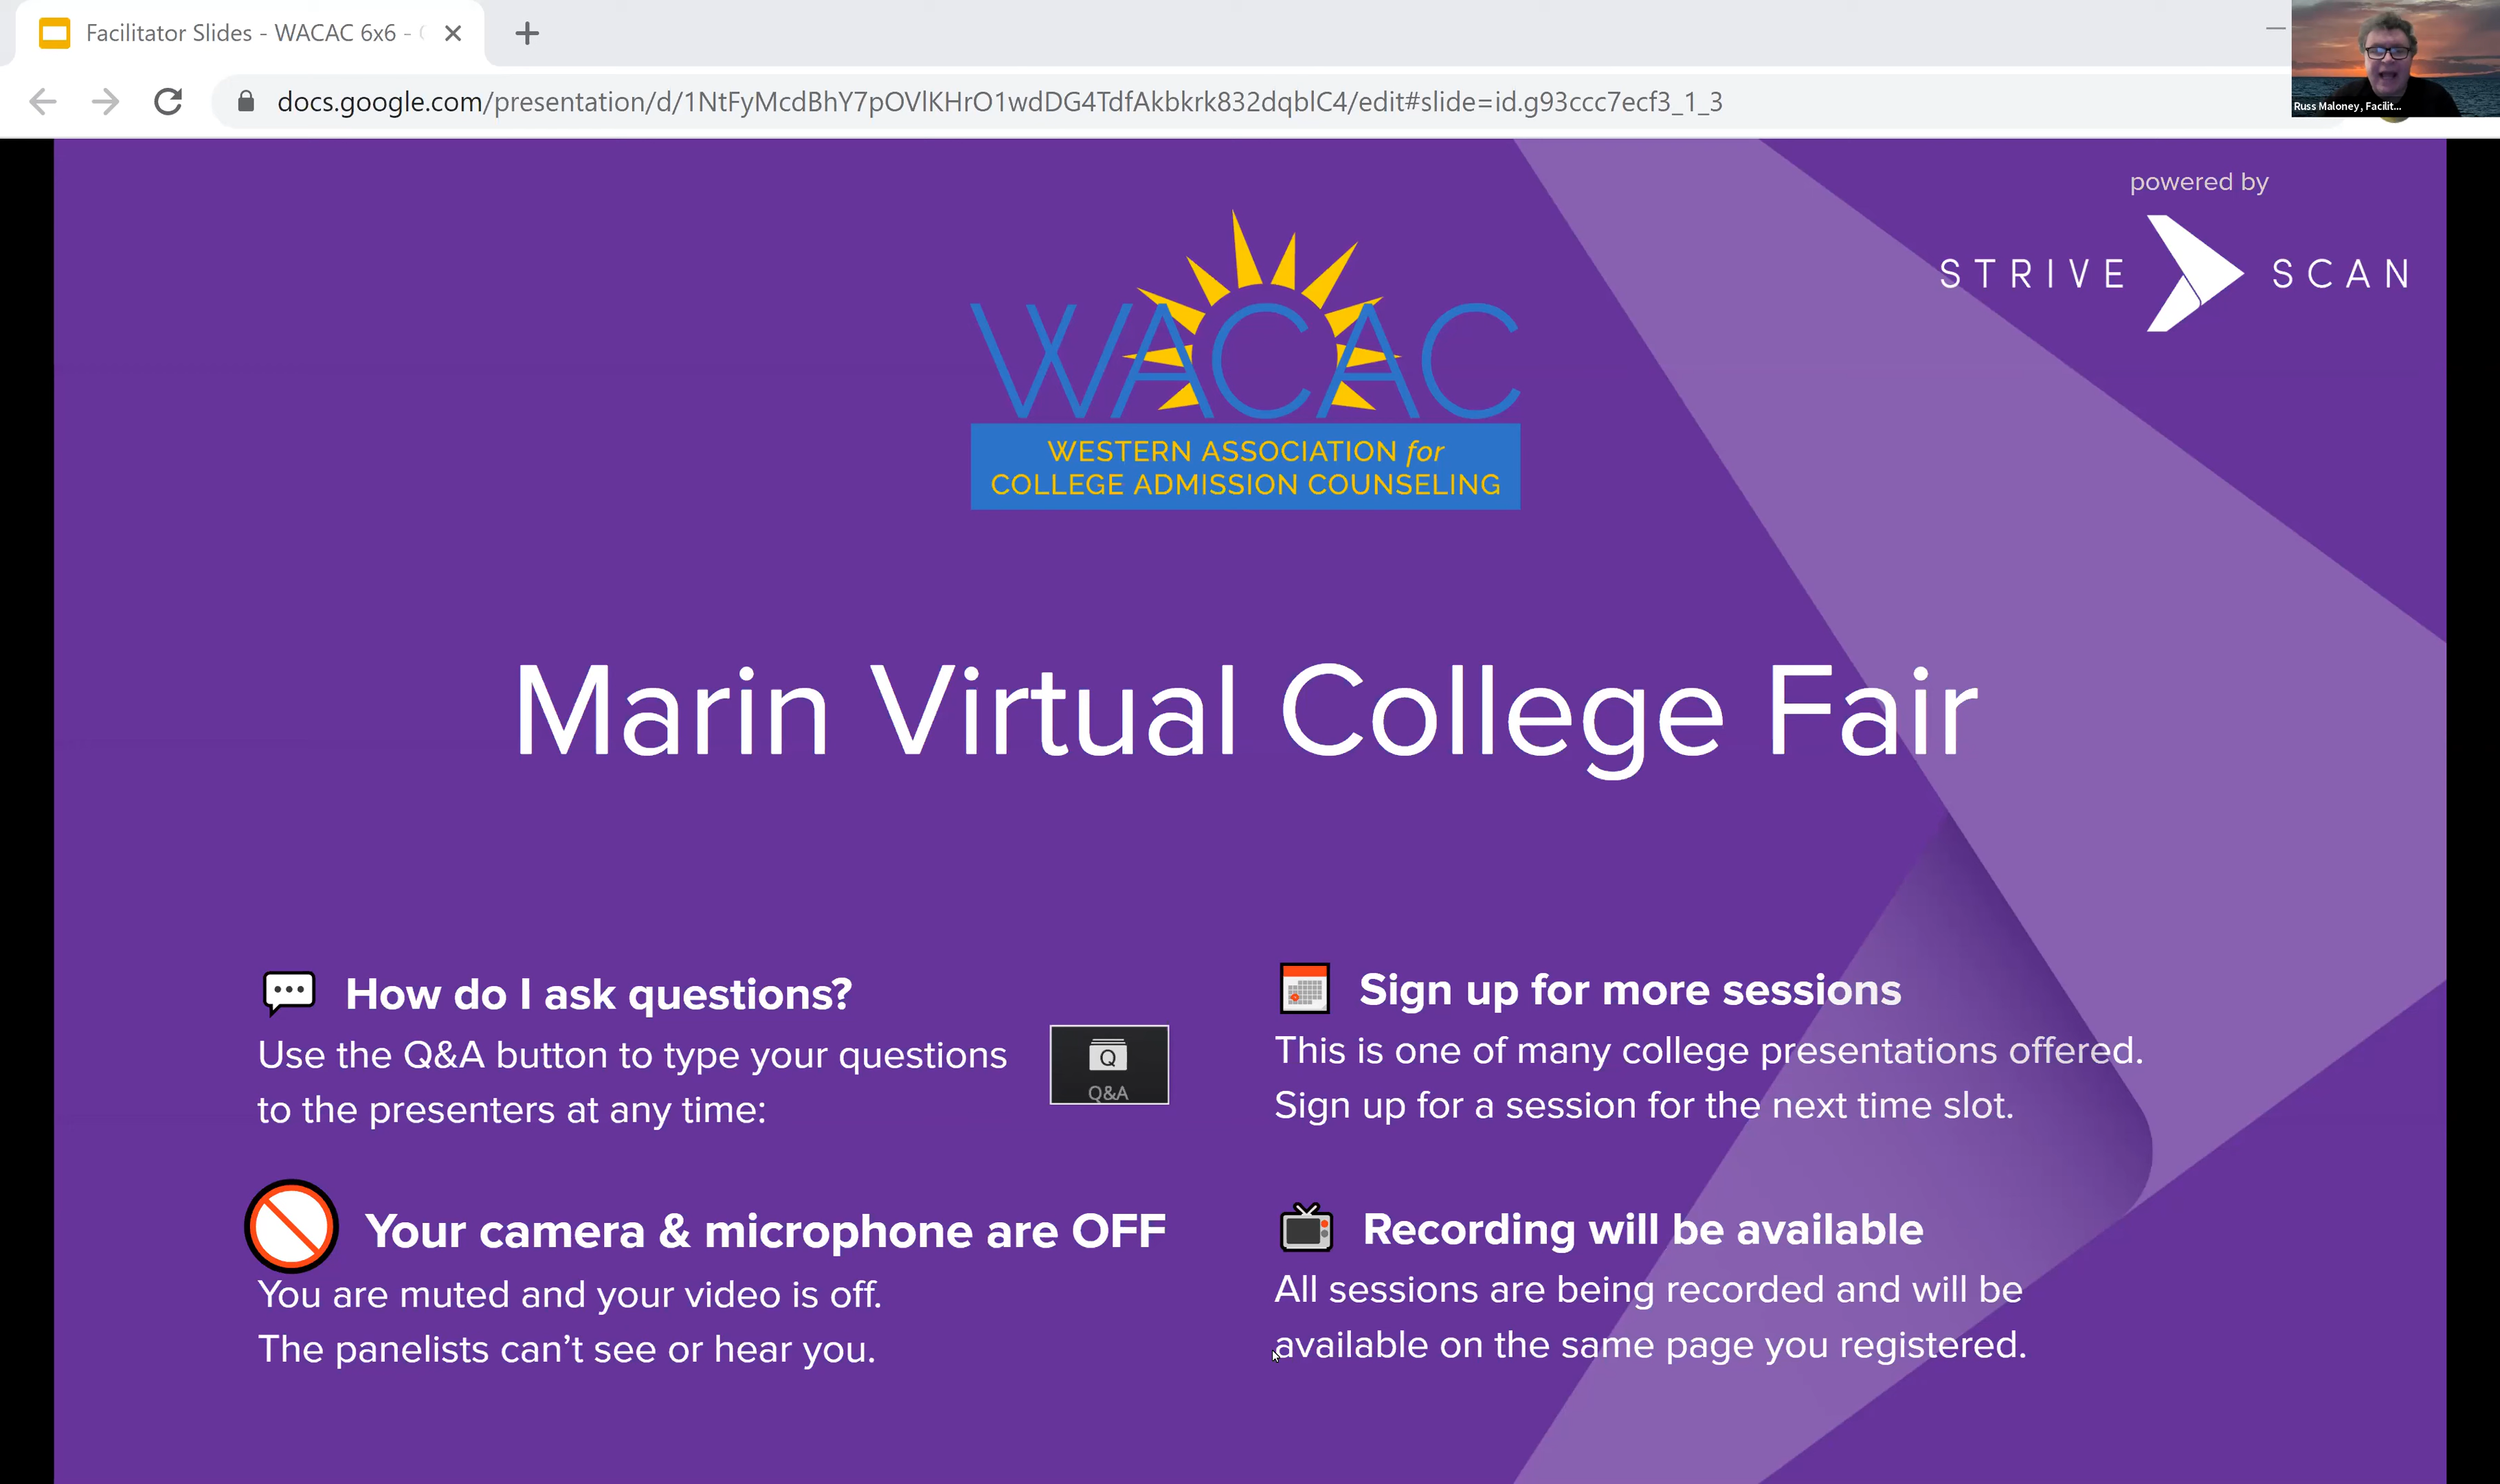 Facilitator Slides - WACAC 6x6 -
docs.google.com/presentation/d/1NtFyMcdBhY7pOVlKHrO1wdDG4TdfAkbkrk832dqblC4/edit#slide=id.g93ccc7ecf3_1_3
Russ Maloney, Facilit...
powered by
STRIVE SCAN
WACAC
WESTERN ASSOCIATION for
COLLEGE ADMISSION COUNSELING
Marin Virtual College Fair
How do I ask questions?
Use the Q&A button to type your questions
to the presenters at any time:
Q
Q&A
Your camera & microphone are OFF
You are muted and your video is off.
The panelists can’t see or hear you.
Sign up for more sessions
This is one of many college presentations offered.
Sign up for a session for the next time slot.
Recording will be available
All sessions are being recorded and will be
available on the same page you registered.